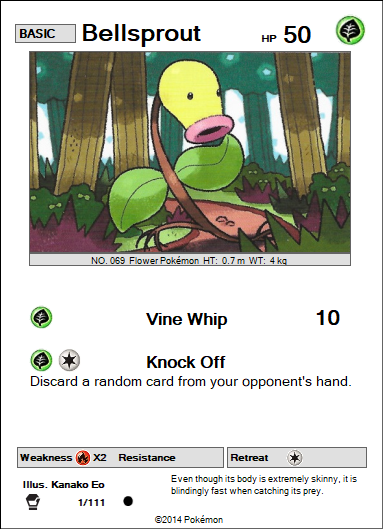 BASIC Bellsprout HP 50
NO. 069 Flower Pokémon HT: 0.7 m WT: 4 kg
Vine Whip 10
Knock Off
Discard a random card from your opponent's hand.
Weakness X2 Resistance Retreat
Illus. Kanako Eo
1/111
Even though its body is extremely skinny, it is
blindingly fast when catching its prey.
©2014 Pokémon